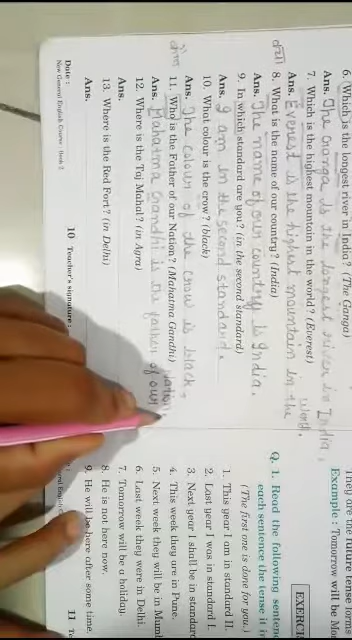 6. Which is the longest river in India? (The Ganga)
Ans. The Ganga is the longest river in India.
7. Which is the highest mountain in the world? (Everest)
Ans. Everest is the highest mountain in the world.
8. What is the name of our country? (India)
Ans. The name of our country is India.
9. In which standard are you? (in the second standard)
Ans. I am in the second standard.
10. What colour is the crow? (black)
Ans. The colour of the crow is black.
11. Who is the Father of our Nation? (Mahatma Gandhi)
Ans. Mahatma Grandhi is the father of our nation
12. Where is the Taj Mahal? (in Agra)
Ans.
13. Where is the Red Fort? (in Delhi)
Ans.
Date :
10 Teacher's signature :
New General English Course : Book 2
They are the future tense forms
Example : Tomorrow will be Mon
EXERC
Q. 1. Read the following senten
each sentence the tense it
(The first one is done for you.)
1. This year I am in standard II.
2. Last year I was in standard I.
3. Next year I shall be in standard
4. This week they are in Pune.
5. Next week they will be in Mum
6. Last week they were in Delhi.
7. Tomorrow will be a holiday.
8. He is not here now.
9. He will be here after some time.
11